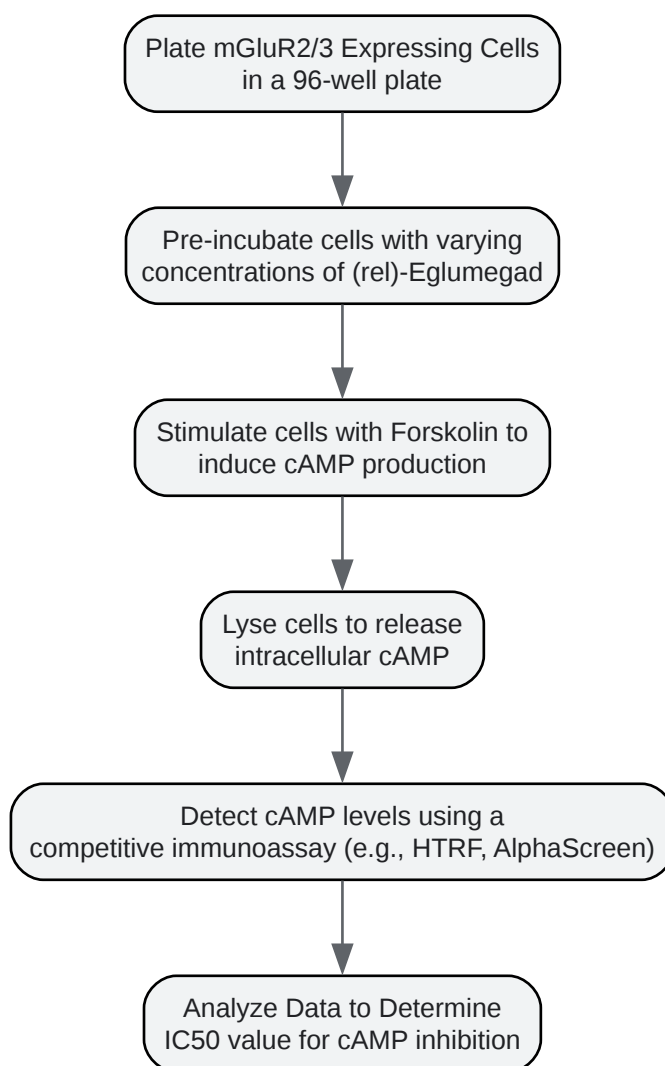 Plate mGluR2/3 Expressing Cells
in a 96-well plate
Pre-incubate cells with varying
concentrations of (rel)-Eglumegad
Stimulate cells with Forskolin to
induce cAMP production
Lyse cells to release
intracellular cAMP
Detect cAMP levels using a
competitive immunoassay (e.g., HTRF, AlphaScreen)
Analyze Data to Determine
IC50 value for cAMP inhibition